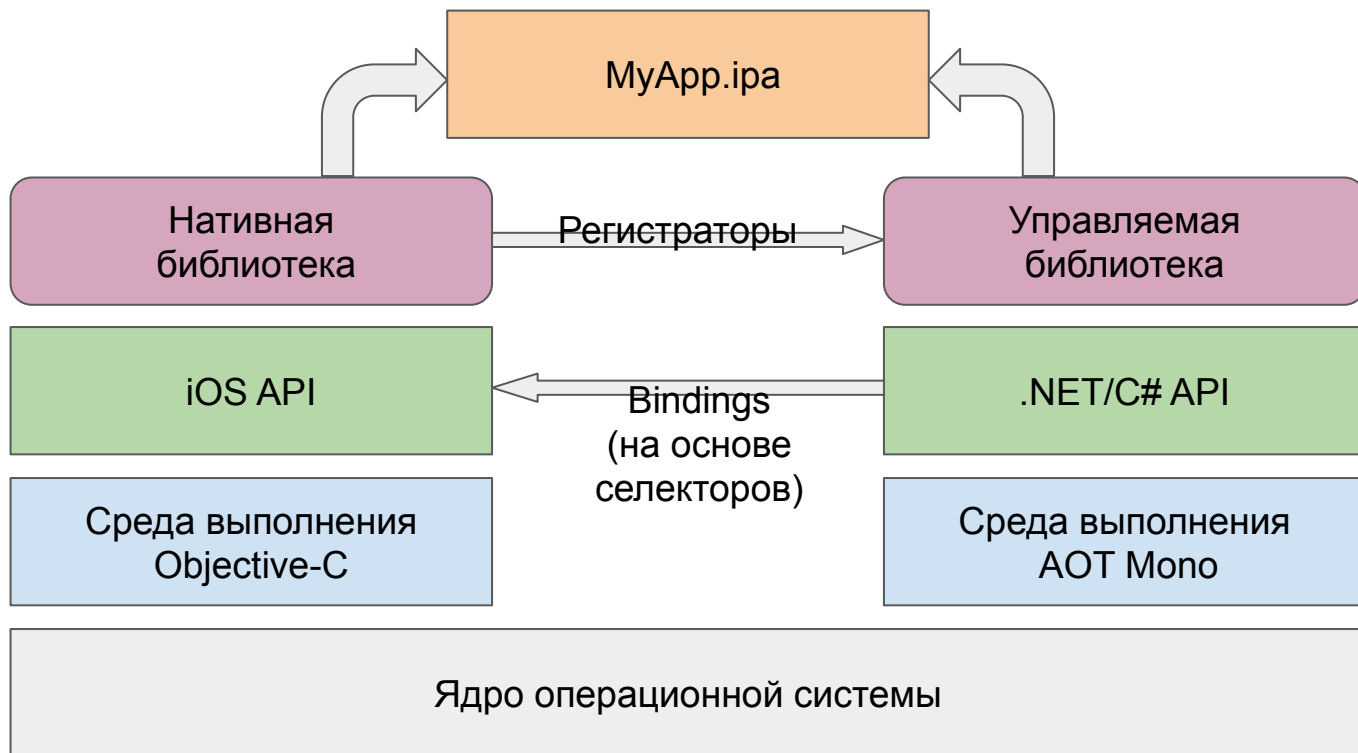 MyApp.ipa
Нативная
библиотека
Регистраторы
Управляемая
библиотека
iOS API
Bindings
(на основе
селекторов)
.NET/C# API
Среда выполнения
Objective-C
Среда выполнения
AOT Mono
Ядро операционной системы